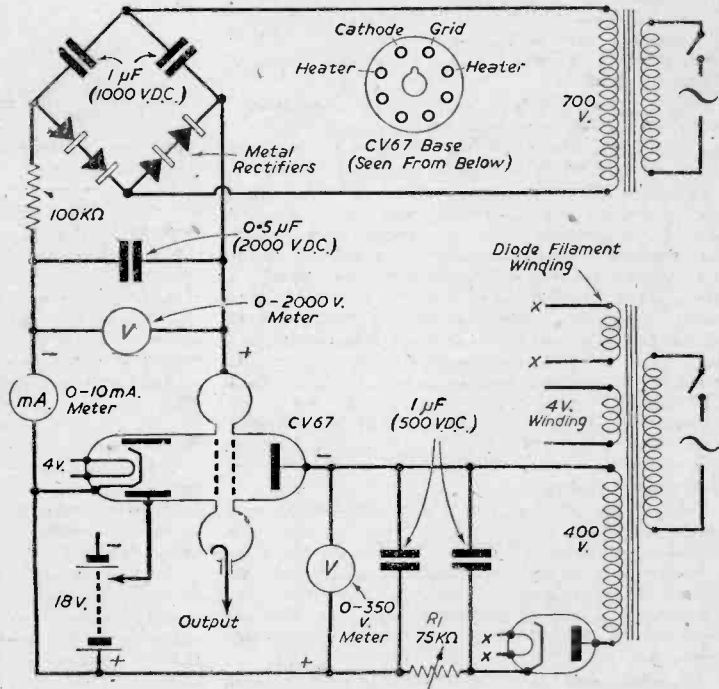 Cathode
Grid
Heater
Heater
CV67 Base
(Seen From Below)
1 μF
(1000 V.D.C.)
Metal
Rectifiers
700
V.
100KΩ
0·5 μF
(2000 V.D.C.)
Diode Filament
Winding
0-2000 V.
Meter
V
X
X
-
+
mA.
0-10mA.
Meter
CV67
1 μF
(500 V.D.C.)
4V.
Winding
4V.
-
400
V.
-
18V.
+
Output
V
0-350
V.
Meter
+
R1
75KΩ
X
X